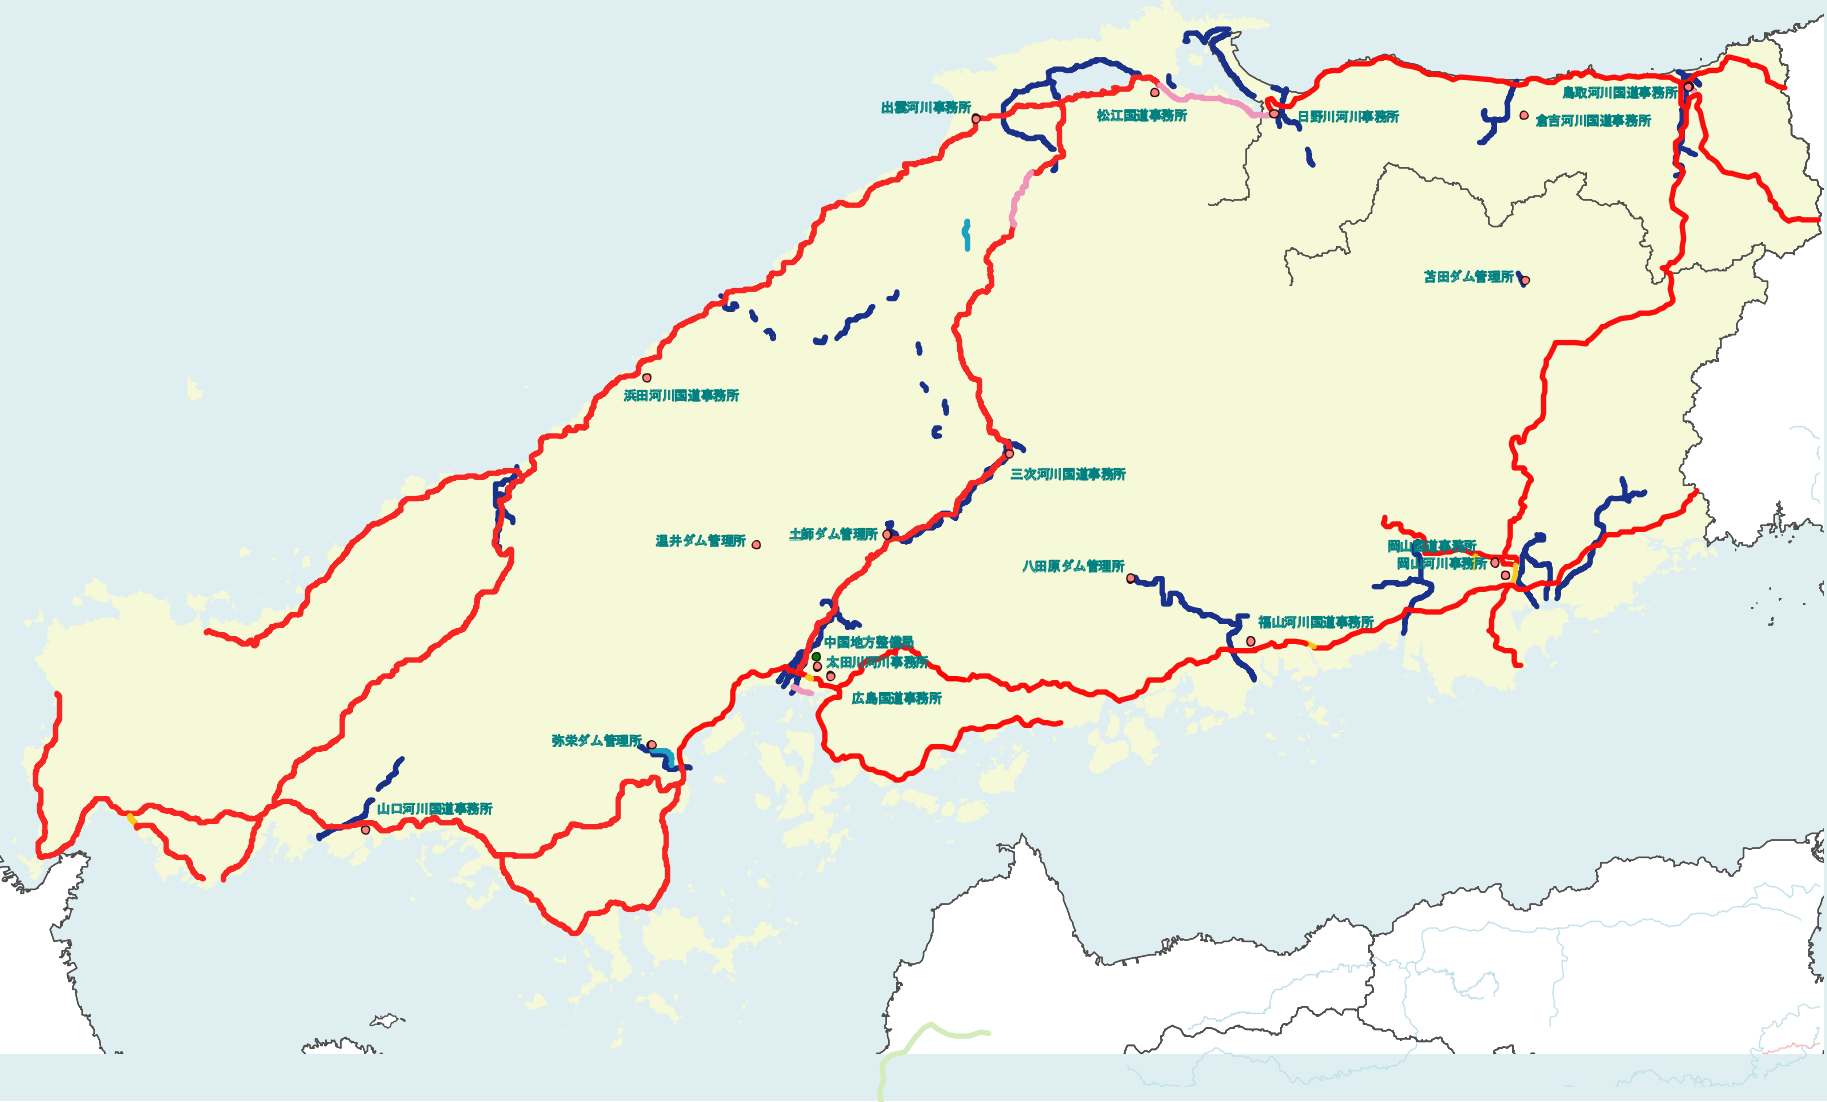 鳥取河川国道事務所
出雲河川事務所
松江国道事務所
日野川河川事務所
倉吉河川国道事務所
苫田ダム管理所
浜田河川国道事務所
三次河川国道事務所
土師ダム管理所
温井ダム管理所
岡山国道事務所
岡山河川事務所
八田原ダム管理所
福山河川国道事務所
中国地方整備局
太田川河川事務所
広島国道事務所
弥栄ダム管理所
山口河川国道事務所